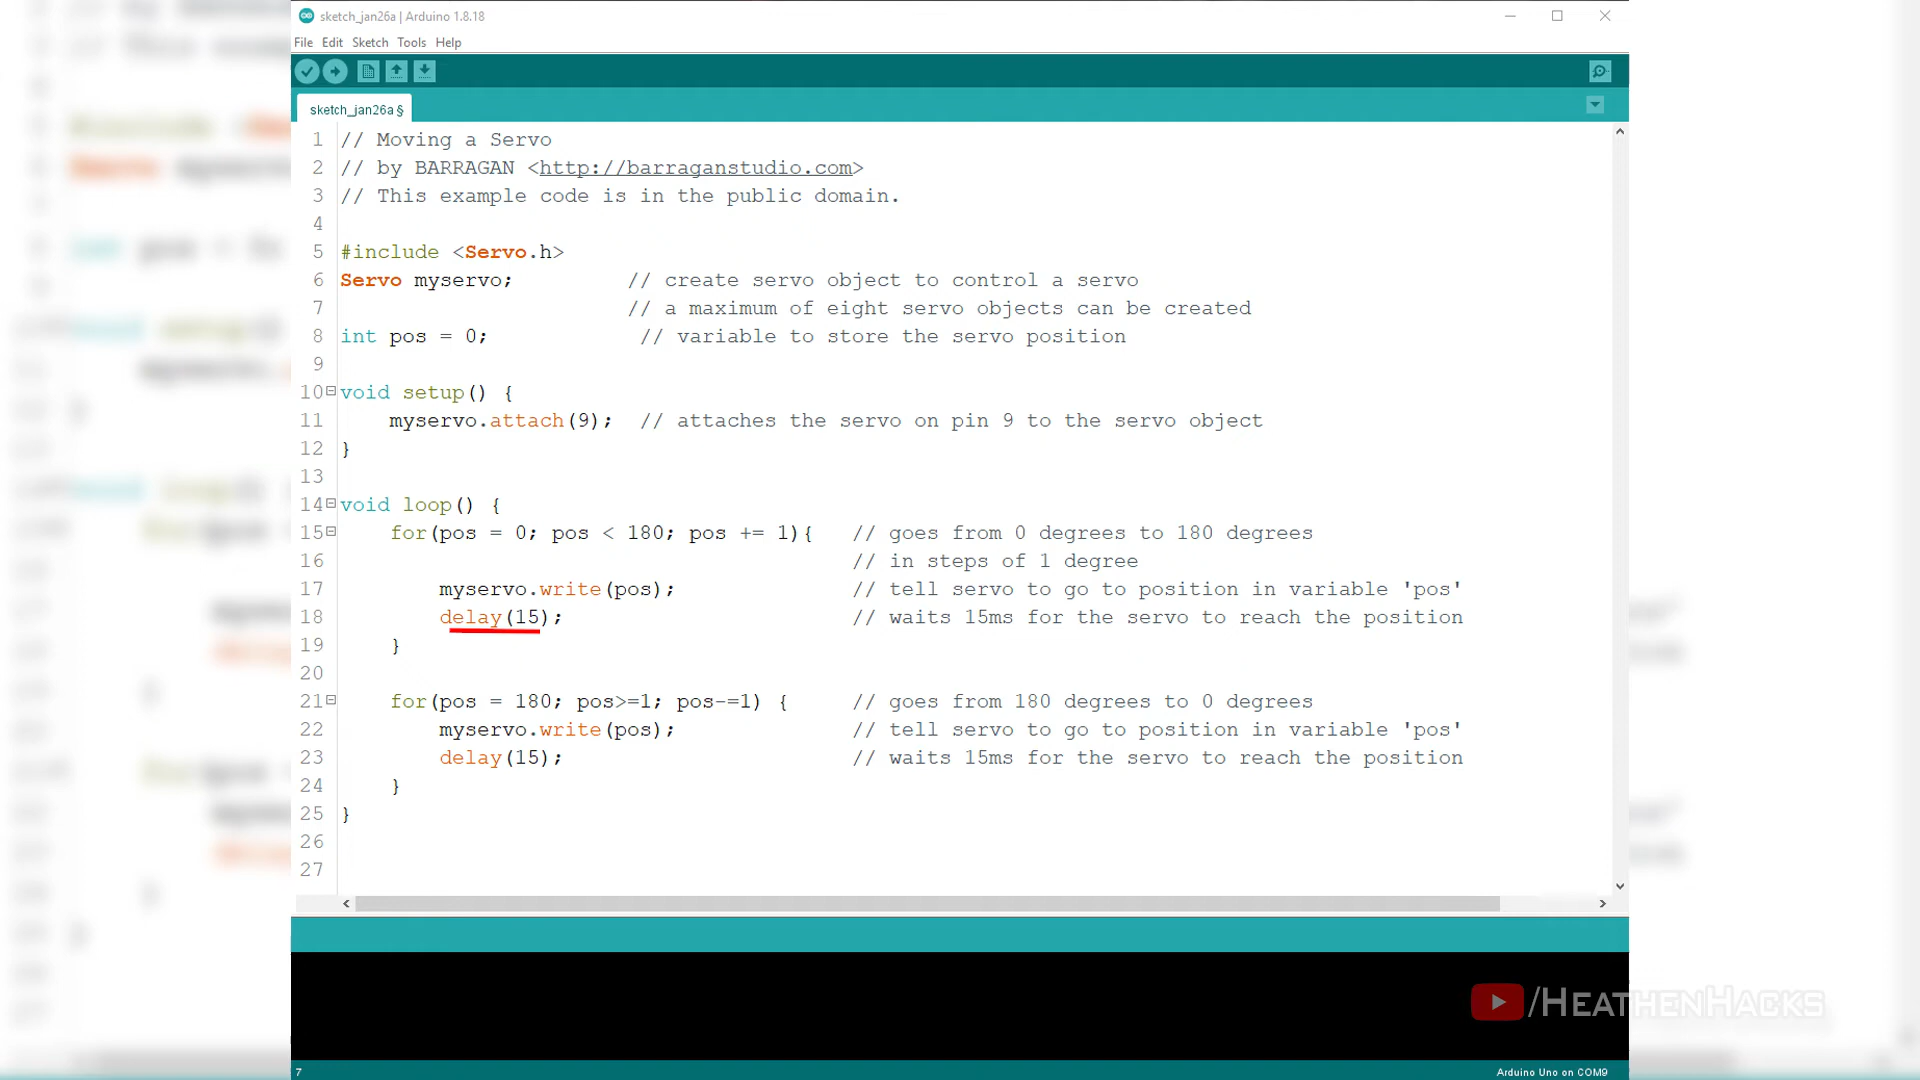 sketch_jan26a | Arduino 1.8.18
File Edit Sketch Tools Help
sketch_jan26a §
1 // Moving a Servo
2 // by BARRAGAN <http://barraganstudio.com>
3 // This example code is in the public domain.
4
5 #include <Servo.h>
6 Servo myservo; // create servo object to control a servo
7 // a maximum of eight servo objects can be created
8 int pos = 0; // variable to store the servo position
9
10 void setup() {
11 myservo.attach(9); // attaches the servo on pin 9 to the servo object
12 }
13
14 void loop() {
15 for(pos = 0; pos < 180; pos += 1){ // goes from 0 degrees to 180 degrees
16 // in steps of 1 degree
17 myservo.write(pos); // tell servo to go to position in variable 'pos'
18 delay(15); // waits 15ms for the servo to reach the position
19 }
20
21 for(pos = 180; pos>=1; pos-=1) { // goes from 180 degrees to 0 degrees
22 myservo.write(pos); // tell servo to go to position in variable 'pos'
23 delay(15); // waits 15ms for the servo to reach the position
24 }
25 }
26
27
/HEATHENHACKS
7
Arduino Uno on COM9